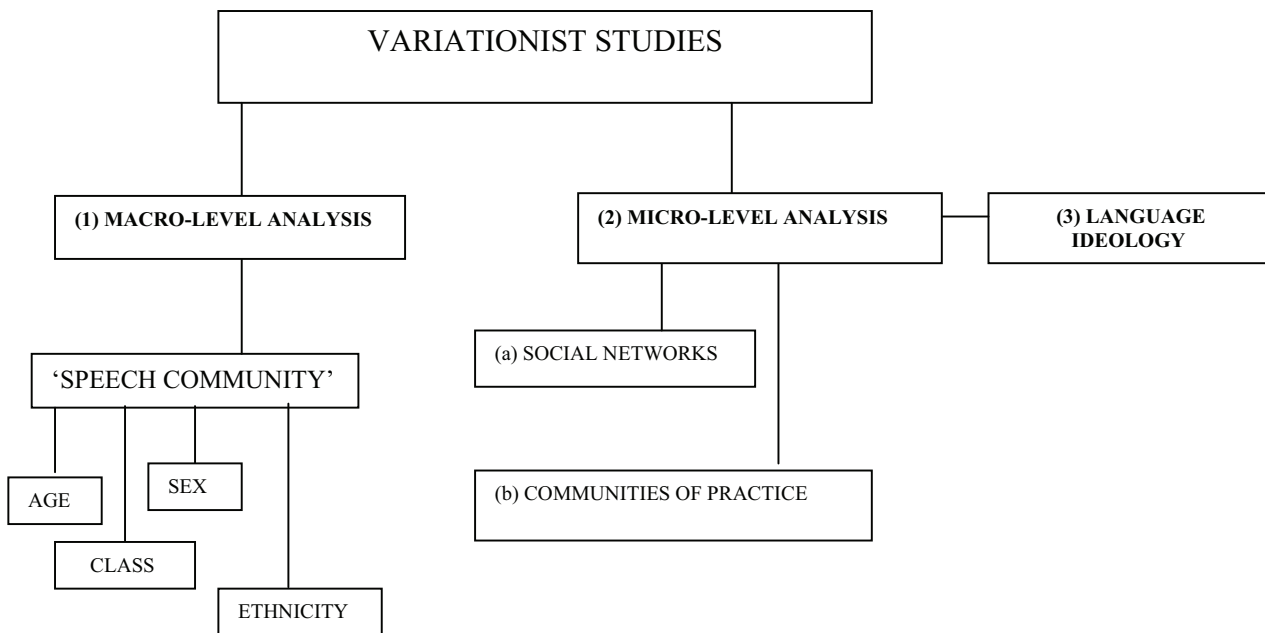 VARIATIONIST STUDIES
(1) MACRO-LEVEL ANALYSIS
(2) MICRO-LEVEL ANALYSIS
(3) LANGUAGE
IDEOLOGY
(a) SOCIAL NETWORKS
‘SPEECH COMMUNITY’
AGE
SEX
(b) COMMUNITIES OF PRACTICE
CLASS
ETHNICITY